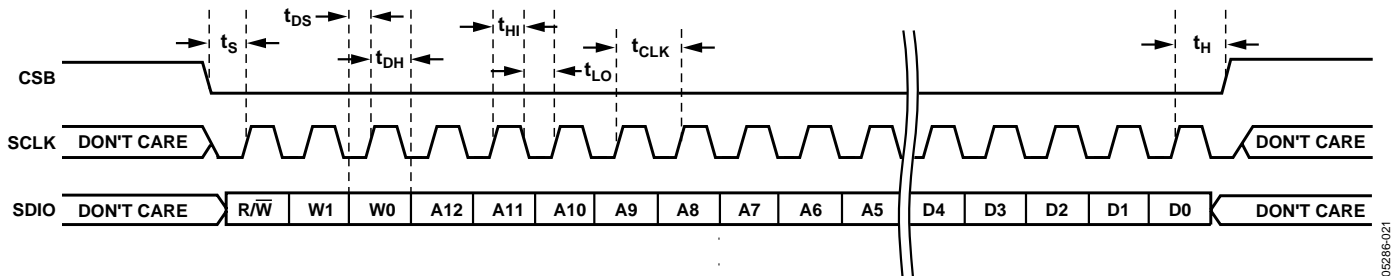 tDS
tHI
tS
tDH
tCLK
tLO
tH
CSB
SCLK DON'T CARE DON'T CARE
SDIO DON'T CARE R/W̅ W1 W0 A12 A11 A10 A9 A8 A7 A6 A5 D4 D3 D2 D1 D0 DON'T CARE
05286-021